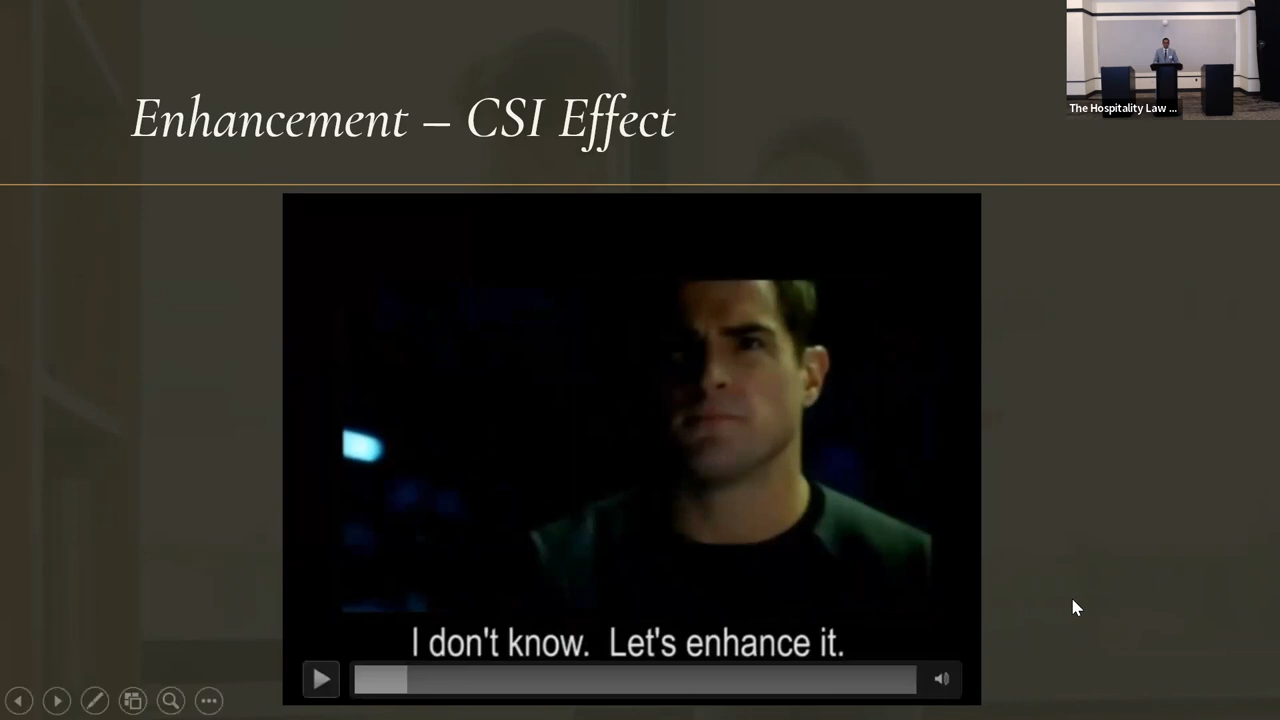 Enhancement – CSI Effect
The Hospitality Law ...
I don't know. Let's enhance it.